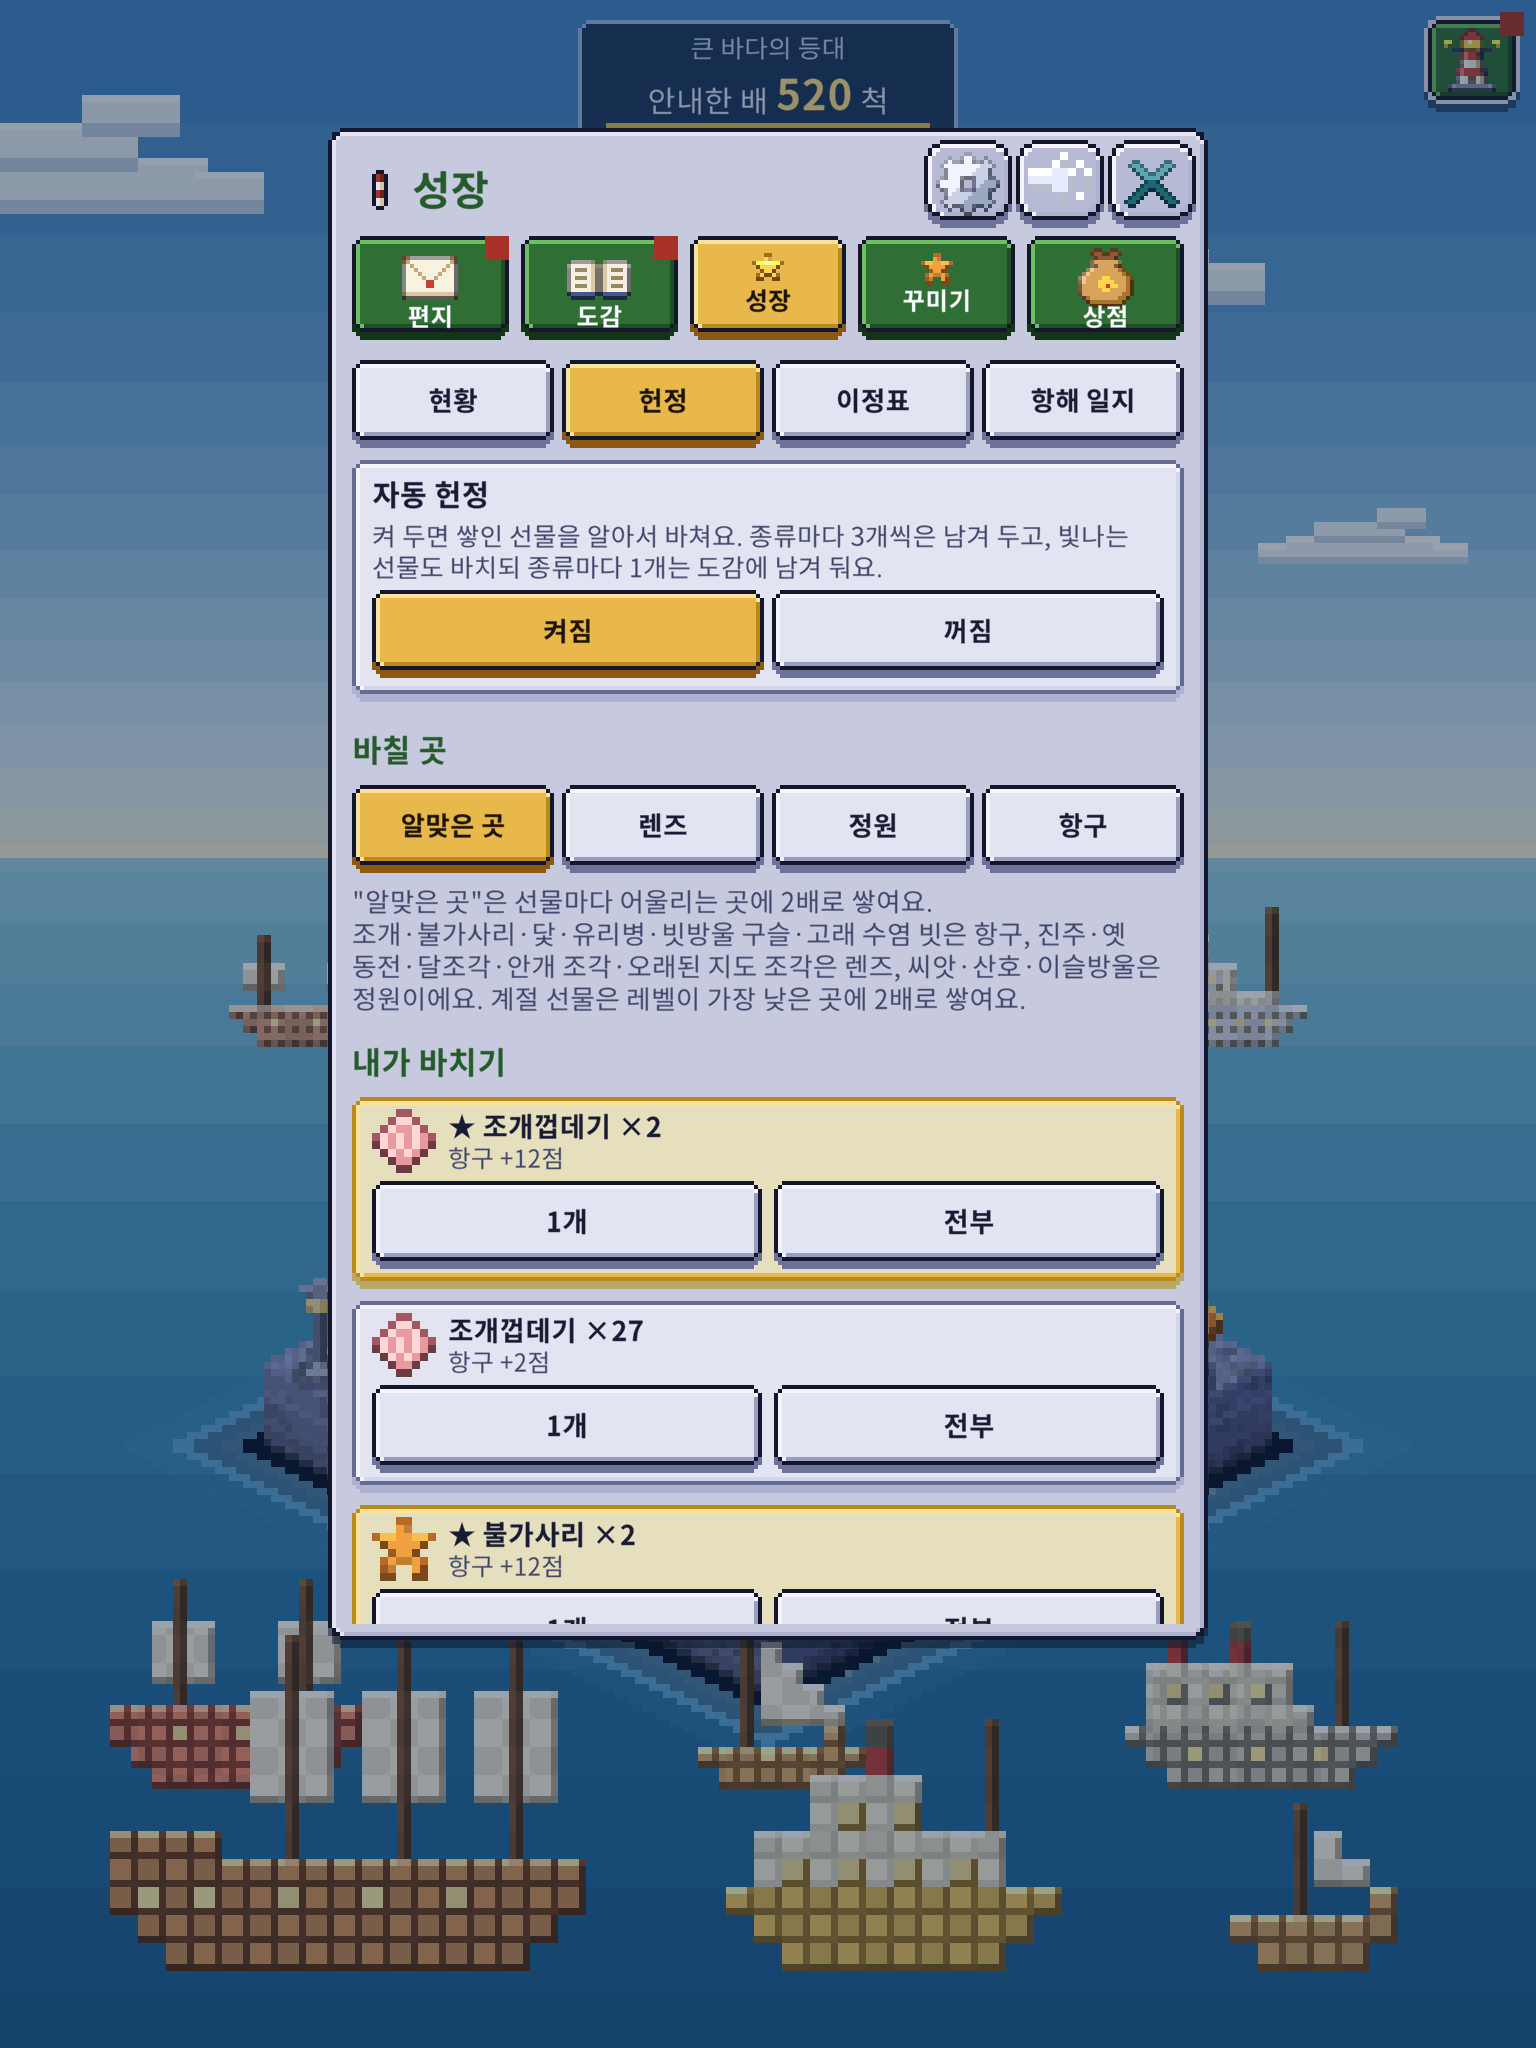 큰 바다의 등대
안내한 배 520 척
성장
편지
도감
성장
꾸미기
상점
현황
헌정
이정표
항해 일지
자동 헌정
켜 두면 쌓인 선물을 알아서 바쳐요. 종류마다 3개씩은 남겨 두고, 빛나는
선물도 바치되 종류마다 1개는 도감에 남겨 둬요.
켜짐
꺼짐
바칠 곳
알맞은 곳
렌즈
정원
항구
"알맞은 곳"은 선물마다 어울리는 곳에 2배로 쌓여요.
조개·불가사리·닻·유리병·빗방울 구슬·고래 수염 빗은 항구, 진주·옛
동전·달조각·안개 조각·오래된 지도 조각은 렌즈, 씨앗·산호·이슬방울은
정원이에요. 계절 선물은 레벨이 가장 낮은 곳에 2배로 쌓여요.
내가 바치기
★ 조개껍데기 ×2
항구 +12점
1개
전부
조개껍데기 ×27
항구 +2점
1개
전부
★ 불가사리 ×2
항구 +12점
1개
전부